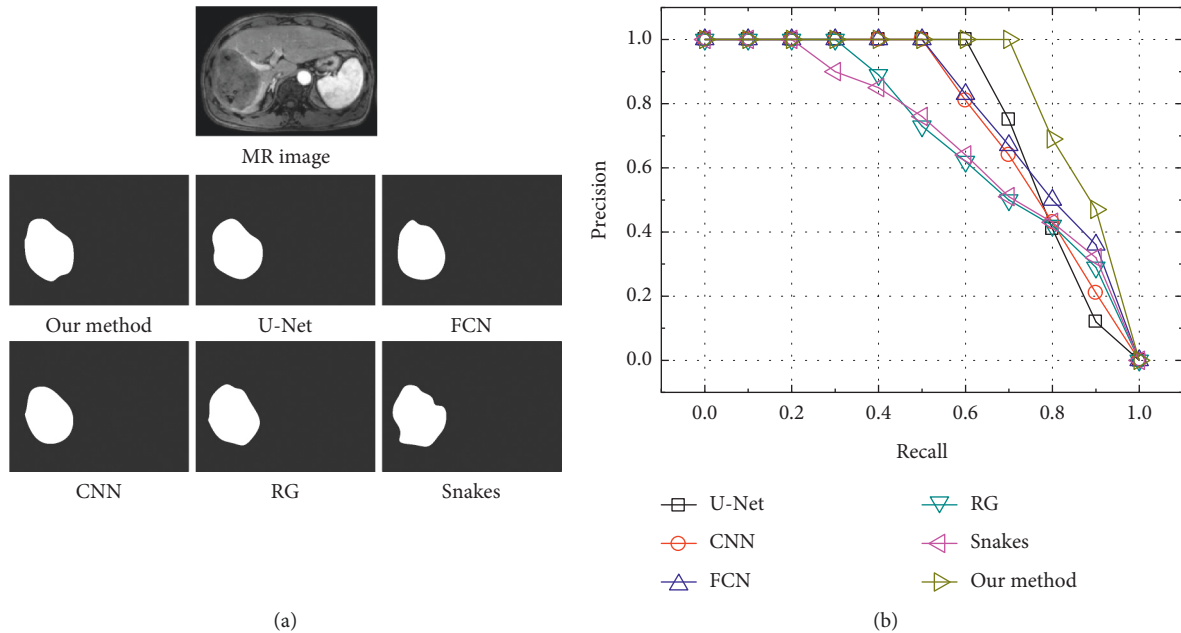 MR image
Our method
U-Net
FCN
CNN
RG
Snakes
(a)
Precision
1.0
0.8
0.6
0.4
0.2
0.0
0.0
0.2
0.4
0.6
0.8
1.0
Recall
U-Net
CNN
FCN
RG
Snakes
Our method
(b)